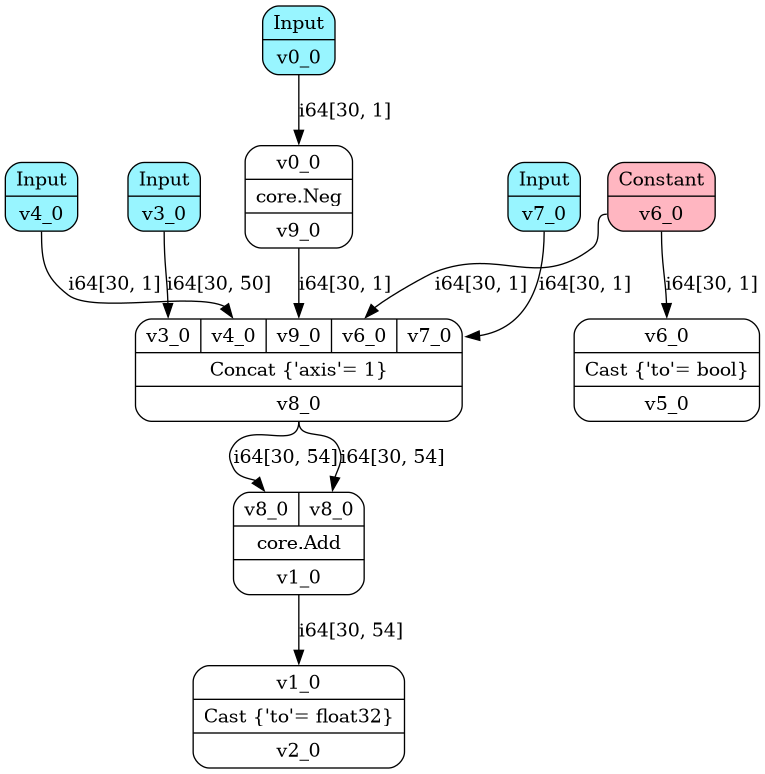 Input
v0_0
i64[30, 1]
Input
v4_0
Input
v3_0
v0_0
core.Neg
v9_0
Input
v7_0
Constant
v6_0
i64[30, 1]
i64[30, 50]
i64[30, 1]
i64[30, 1]
i64[30, 1]
i64[30, 1]
v3_0 v4_0 v9_0 v6_0 v7_0
Concat {'axis'= 1}
v8_0
v6_0
Cast {'to'= bool}
v5_0
i64[30, 54]
i64[30, 54]
v8_0 v8_0
core.Add
v1_0
i64[30, 54]
v1_0
Cast {'to'= float32}
v2_0